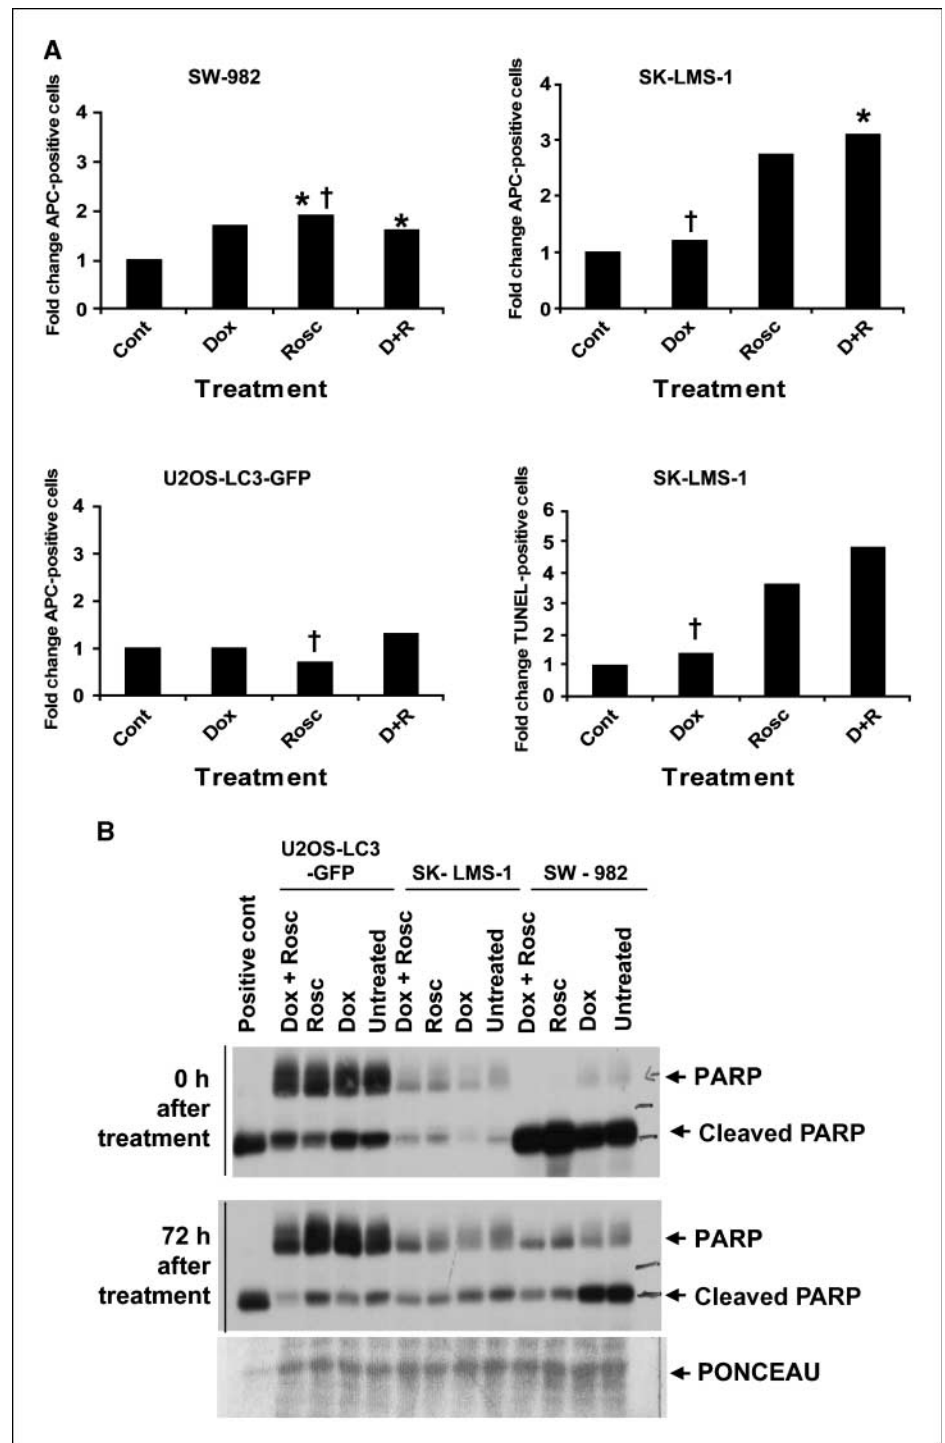 A
SW-982
Fold change APC-positive cells
4
3
2
1
0
* †
*
Cont
Dox
Rosc
D+R
Treatment
SK-LMS-1
Fold change APC-positive cells
4
3
2
1
0
†
*
Cont
Dox
Rosc
D+R
Treatment
U2OS-LC3-GFP
Fold change APC-positive cells
4
3
2
1
0
†
Cont
Dox
Rosc
D+R
Treatment
SK-LMS-1
Fold change TUNEL-positive cells
6
5
4
3
2
1
0
†
Cont
Dox
Rosc
D+R
Treatment
B
U2OS-LC3
-GFP
SK- LMS-1
SW - 982
Positive cont
Dox + Rosc
Rosc
Dox
Untreated
Dox + Rosc
Rosc
Dox
Untreated
Dox + Rosc
Rosc
Dox
Untreated
0 h
after
treatment
PARP
Cleaved PARP
72 h
after
treatment
PARP
Cleaved PARP
PONCEAU